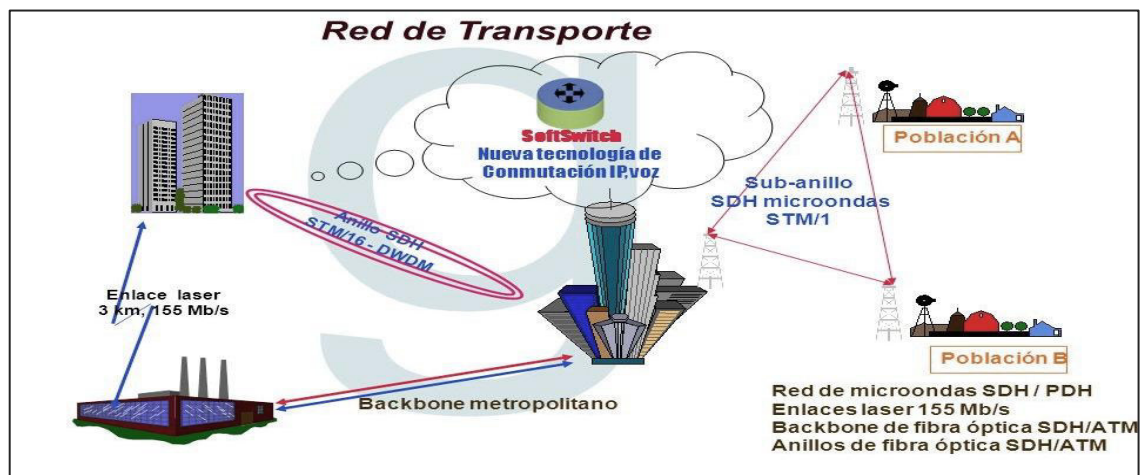 Red de Transporte
SoftSwitch
Nueva tecnología de
Conmutación IP,voz
Población A
Sub-anillo
SDH microondas
STM/1
Anillo SDH
STM/16 - DWDM
Enlace laser
3 km, 155 Mb/s
Población B
Backbone metropolitano
Red de microondas SDH / PDH
Enlaces laser 155 Mb/s
Backbone de fibra óptica SDH/ATM
Anillos de fibra óptica SDH/ATM